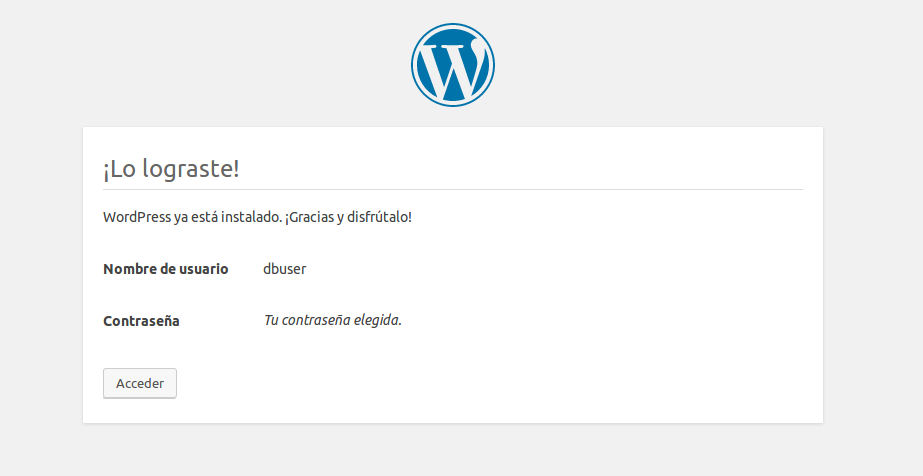 ¡Lo lograste!
WordPress ya está instalado. ¡Gracias y disfrútalo!
Nombre de usuario dbuser
Contraseña Tu contraseña elegida.
Acceder